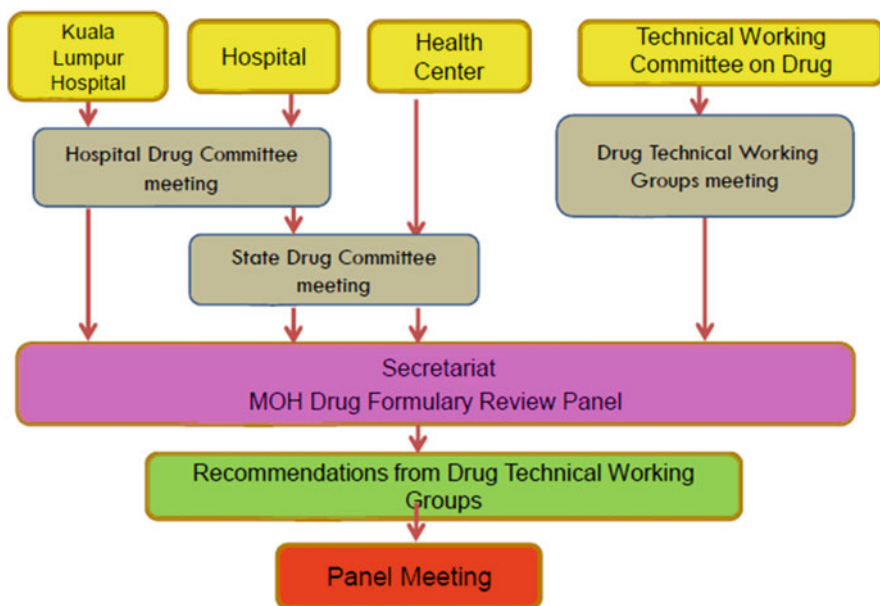 Kuala
Lumpur
Hospital
Hospital
Health
Center
Technical Working
Committee on Drug
Hospital Drug Committee
meeting
Drug Technical Working
Groups meeting
State Drug Committee
meeting
Secretariat
MOH Drug Formulary Review Panel
Recommendations from Drug Technical Working
Groups
Panel Meeting